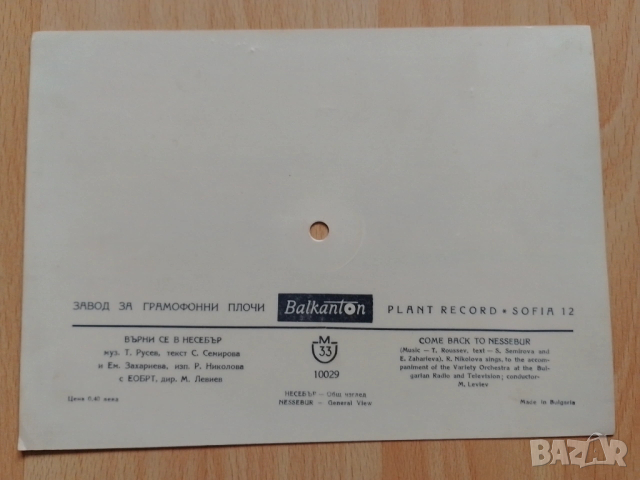 ЗАВОД ЗА ГРАМОФОННИ ПЛОЧИ Balkanton PLANT RECORD • SOFIA 12
ВЪРНИ СЕ В НЕСЕБЪР
муз. Т. Русев, текст С. Семирова
и Ем. Захариева, изп. Р. Николова
с ЕОБРТ, дир. М. Левиев
Цена 0,40 лева
M
33
10029
НЕСЕБЪР — Общ изглед
NESSEBUR — General View
COME BACK TO NESSEBUR
(Music — T. Roussev, text — S. Semirova and
E. Zaharieva), R. Nikolova sings, to the accom-
paniment of the Variety Orchestra at the Bul-
garian Radio and Television; conductor-
M. Leviev
Made in Bulgaria
BAZAR